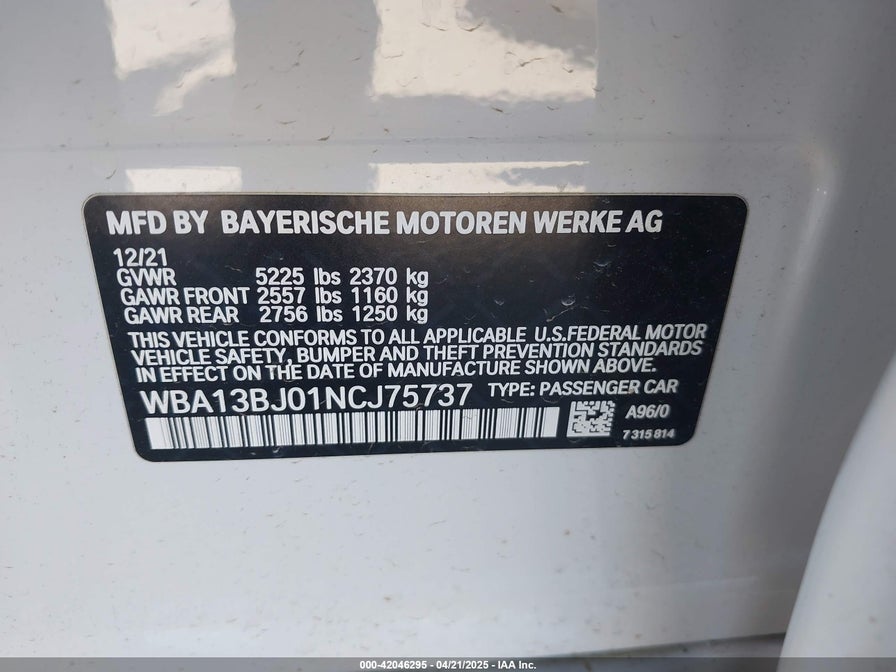 MFD BY BAYERISCHE MOTOREN WERKE AG
12/21
GVWR 5225 lbs 2370 kg
GAWR FRONT 2557 lbs 1160 kg
GAWR REAR 2756 lbs 1250 kg
THIS VEHICLE CONFORMS TO ALL APPLICABLE U.S.FEDERAL MOTOR
VEHICLE SAFETY, BUMPER AND THEFT PREVENTION STANDARDS
IN EFFECT ON THE DATE OF MANUFACTURE SHOWN ABOVE.
WBA13BJ01NCJ75737 TYPE: PASSENGER CAR
A96/0
7 315 814
000-42046295 - 04/21/2025 - IAA Inc.